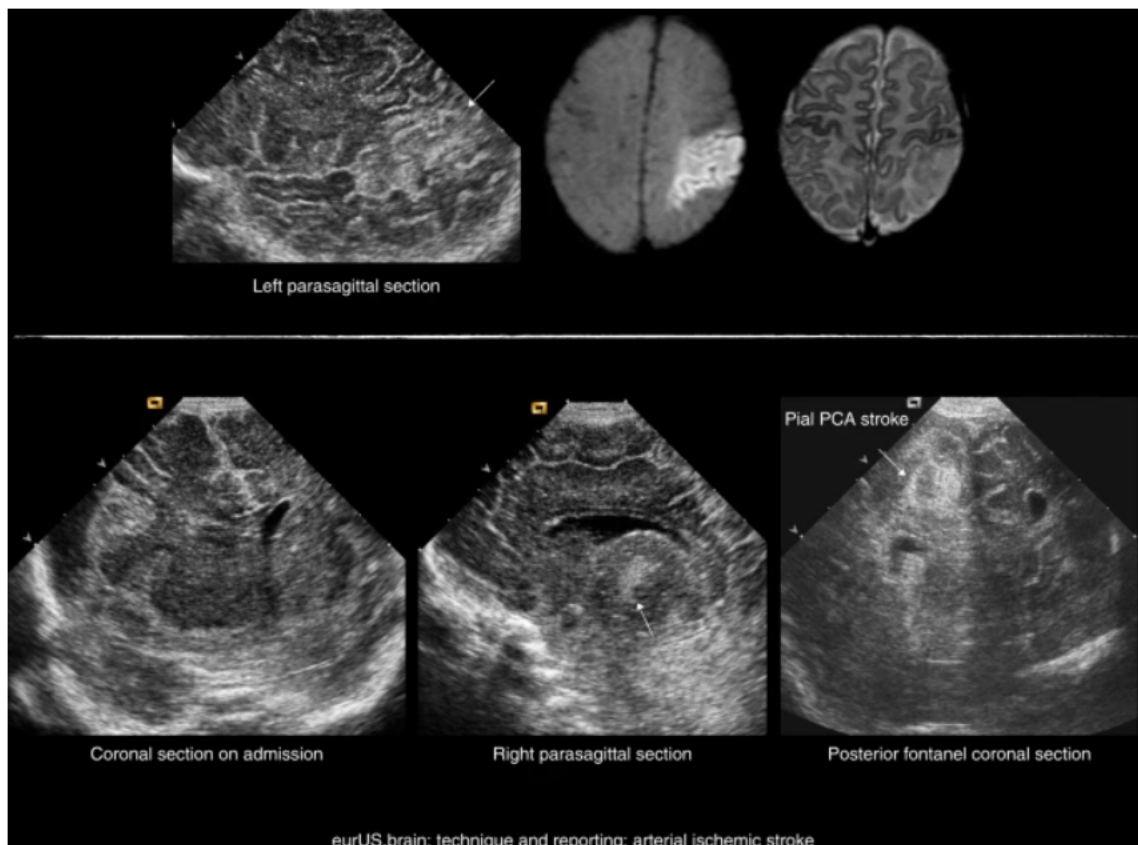 Left parasagittal section
Pial PCA stroke
Coronal section on admission
Right parasagittal section
Posterior fontanel coronal section
eurUS.brain: technique and reporting: arterial ischemic stroke